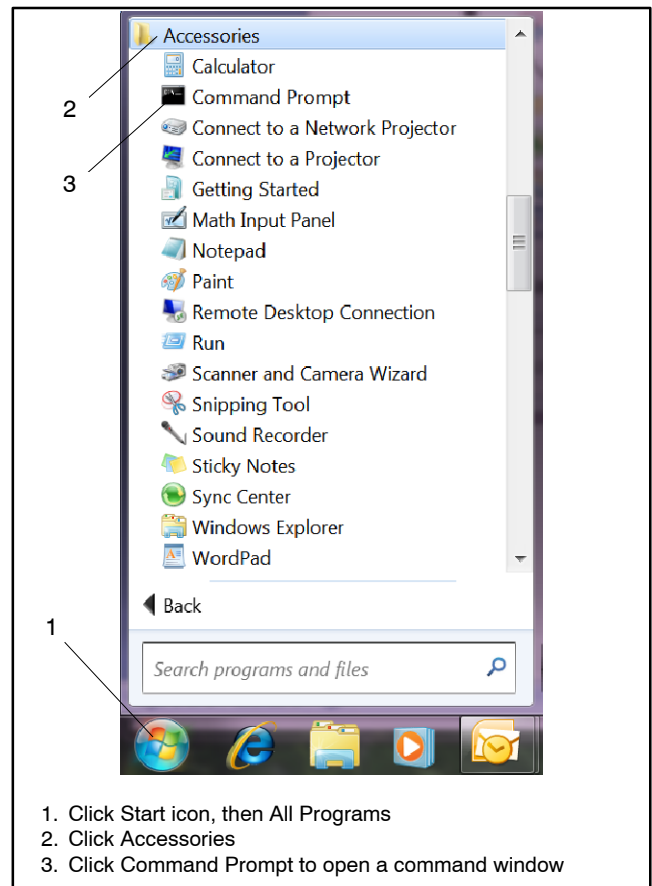 Accessories
Calculator
2
Command Prompt
Connect to a Network Projector
Connect to a Projector
3
Getting Started
Math Input Panel
Notepad
Paint
Remote Desktop Connection
Run
Scanner and Camera Wizard
Snipping Tool
Sound Recorder
Sticky Notes
Sync Center
Windows Explorer
WordPad
Back
1
Search programs and files
1. Click Start icon, then All Programs
2. Click Accessories
3. Click Command Prompt to open a command window